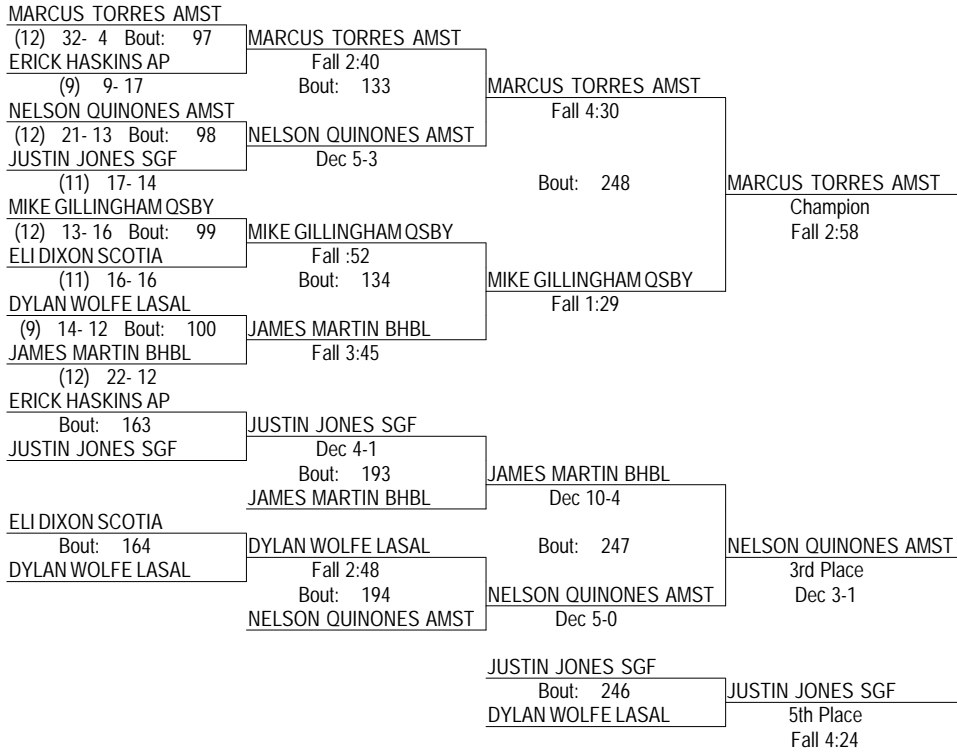 MARCUS TORRES AMST
(12) 32- 4 Bout: 97
MARCUS TORRES AMST
ERICK HASKINS AP
Fall 2:40
(9) 9- 17
Bout: 133
MARCUS TORRES AMST
NELSON QUINONES AMST
Fall 4:30
(12) 21- 13 Bout: 98
NELSON QUINONES AMST
JUSTIN JONES SGF
Dec 5-3
(11) 17- 14
Bout: 248
MARCUS TORRES AMST
MIKE GILLINGHAM QSBY
Champion
(12) 13- 16 Bout: 99
MIKE GILLINGHAM QSBY
Fall 2:58
ELI DIXON SCOTIA
Fall :52
(11) 16- 16
Bout: 134
MIKE GILLINGHAM QSBY
DYLAN WOLFE LASAL
Fall 1:29
(9) 14- 12 Bout: 100
JAMES MARTIN BHBL
JAMES MARTIN BHBL
Fall 3:45
(12) 22- 12
ERICK HASKINS AP
Bout: 163
JUSTIN JONES SGF
JUSTIN JONES SGF
Dec 4-1
Bout: 193
JAMES MARTIN BHBL
JAMES MARTIN BHBL
Dec 10-4
ELI DIXON SCOTIA
Bout: 164
DYLAN WOLFE LASAL
Bout: 247
NELSON QUINONES AMST
DYLAN WOLFE LASAL
Fall 2:48
3rd Place
Bout: 194
NELSON QUINONES AMST
Dec 3-1
NELSON QUINONES AMST
Dec 5-0
JUSTIN JONES SGF
Bout: 246
JUSTIN JONES SGF
DYLAN WOLFE LASAL
5th Place
Fall 4:24